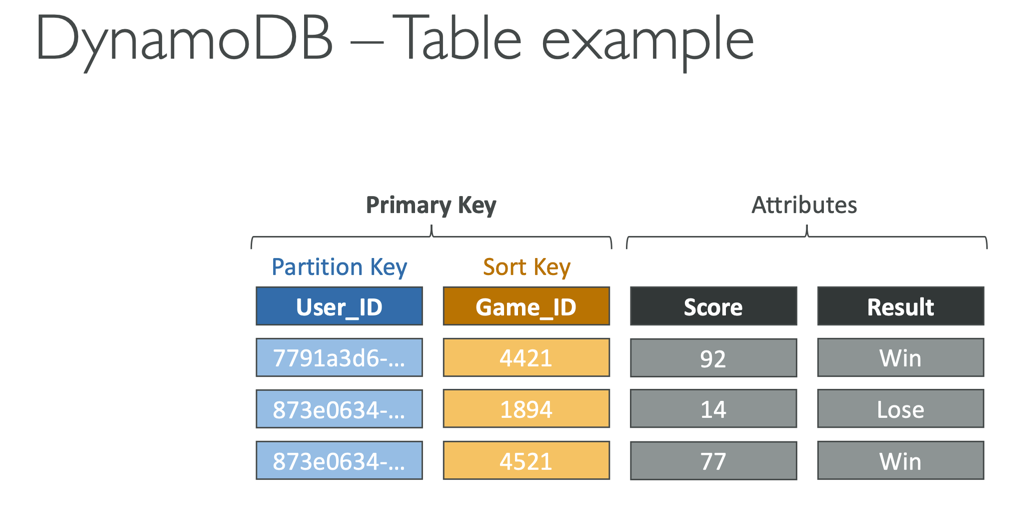 DynamoDB – Table example
Primary Key Attributes
Partition Key Sort Key
User_ID Game_ID Score Result
7791a3d6-... 4421 92 Win
873e0634-... 1894 14 Lose
873e0634-... 4521 77 Win